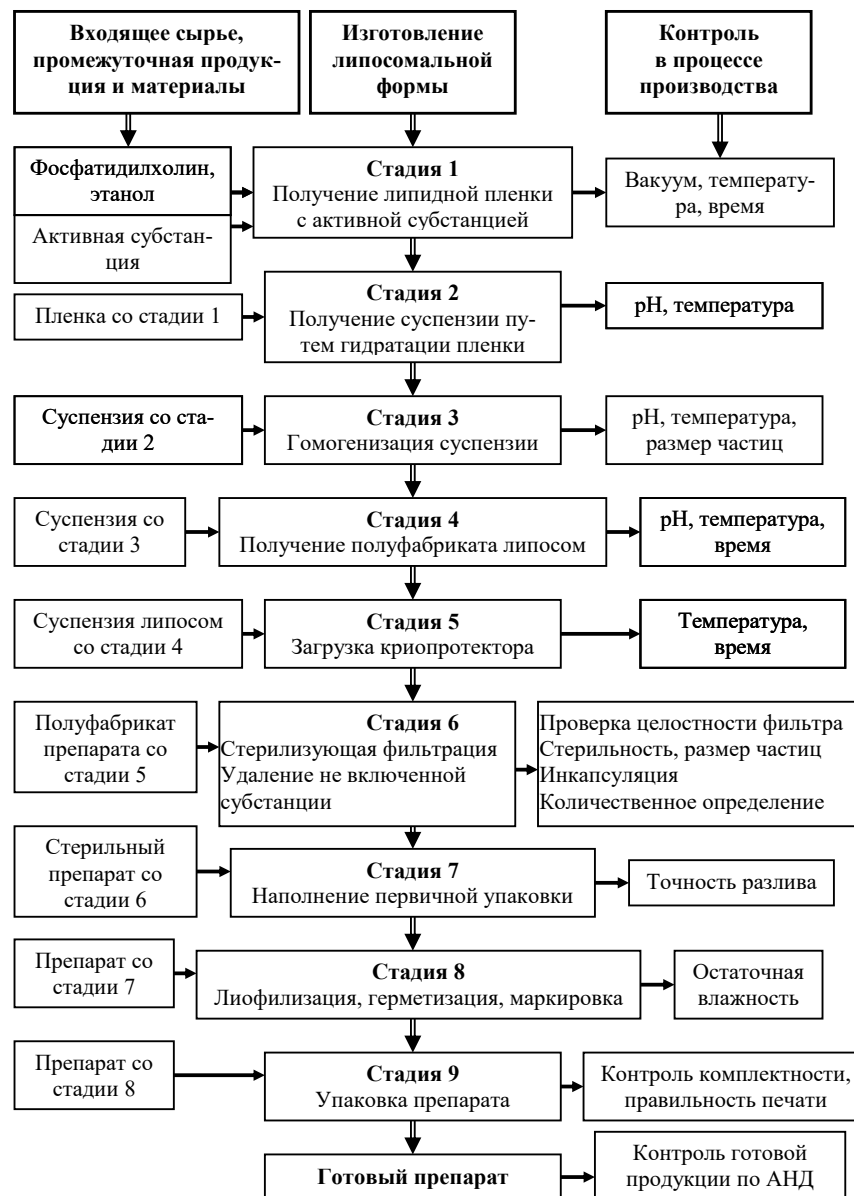 Входящее сырье,
промежуточная продук-
ция и материалы
Изготовление
липосомальной
формы
Контроль
в процессе
производства
Фосфатидилхолин,
этанол
Активная субстан-
ция
Стадия 1
Получение липидной пленки
с активной субстанцией
Вакуум, температу-
ра, время
Пленка со стадии 1
Стадия 2
Получение суспензии пу-
тем гидратации пленки
pH, температура
Суспензия со ста-
дии 2
Стадия 3
Гомогенизация суспензии
pH, температура,
размер частиц
Суспензия со
стадии 3
Стадия 4
Получение полуфабриката липосом
pH, температура,
время
Суспензия липосом
со стадии 4
Стадия 5
Загрузка криопротектора
Температура,
время
Полуфабрикат
препарата со
стадии 5
Стадия 6
Стерилизующая фильтрация
Удаление не включенной
субстанции
Проверка целостности фильтра
Стерильность, размер частиц
Инкапсуляция
Количественное определение
Стерильный
препарат со
стадии 6
Стадия 7
Наполнение первичной упаковки
Точность разлива
Препарат со
стадии 7
Стадия 8
Лиофилизация, герметизация, маркировка
Остаточная
влажность
Препарат со
стадии 8
Стадия 9
Упаковка препарата
Контроль комплектности,
правильность печати
Готовый препарат
Контроль готовой
продукции по АНД